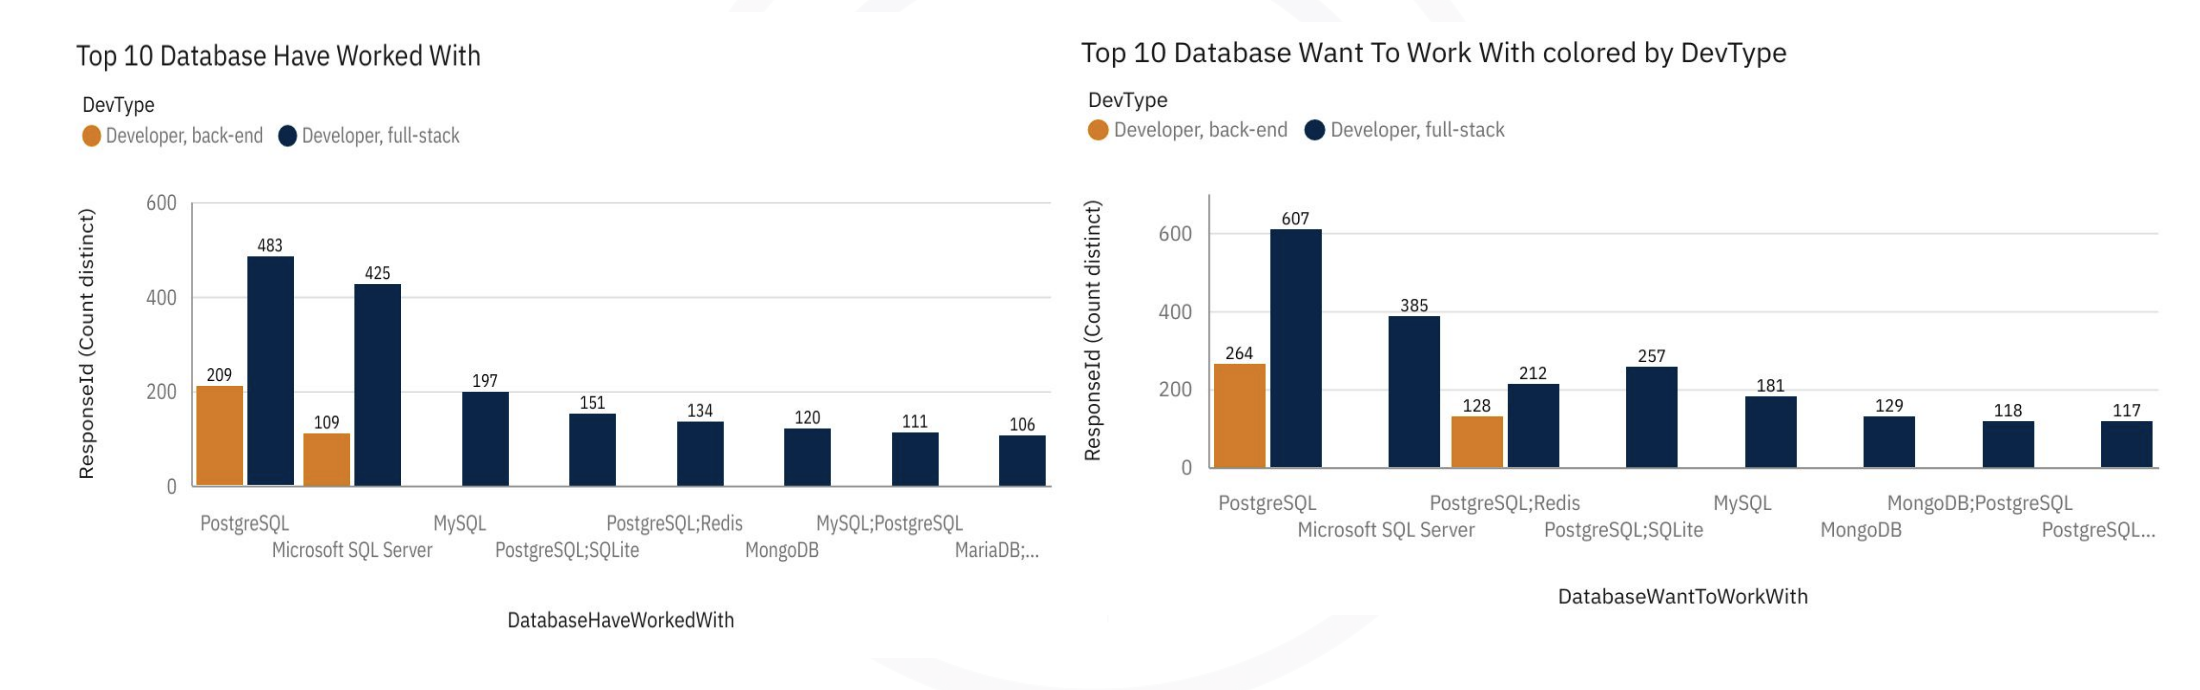 Top 10 Database Have Worked With
DevType
Developer, back-end Developer, full-stack
ResponseId (Count distinct)
600
400
200
0
209
483
109
425
197
151
134
120
111
106
PostgreSQL
Microsoft SQL Server
MySQL
PostgreSQL;SQLite
PostgreSQL;Redis
MongoDB
MySQL;PostgreSQL
MariaDB;...
DatabaseHaveWorkedWith
Top 10 Database Want To Work With colored by DevType
DevType
Developer, back-end Developer, full-stack
ResponseId (Count distinct)
600
400
200
0
264
607
385
128
212
257
181
129
118
117
PostgreSQL
Microsoft SQL Server
PostgreSQL;Redis
PostgreSQL;SQLite
MySQL
MongoDB
MongoDB;PostgreSQL
PostgreSQL...
DatabaseWantToWorkWith